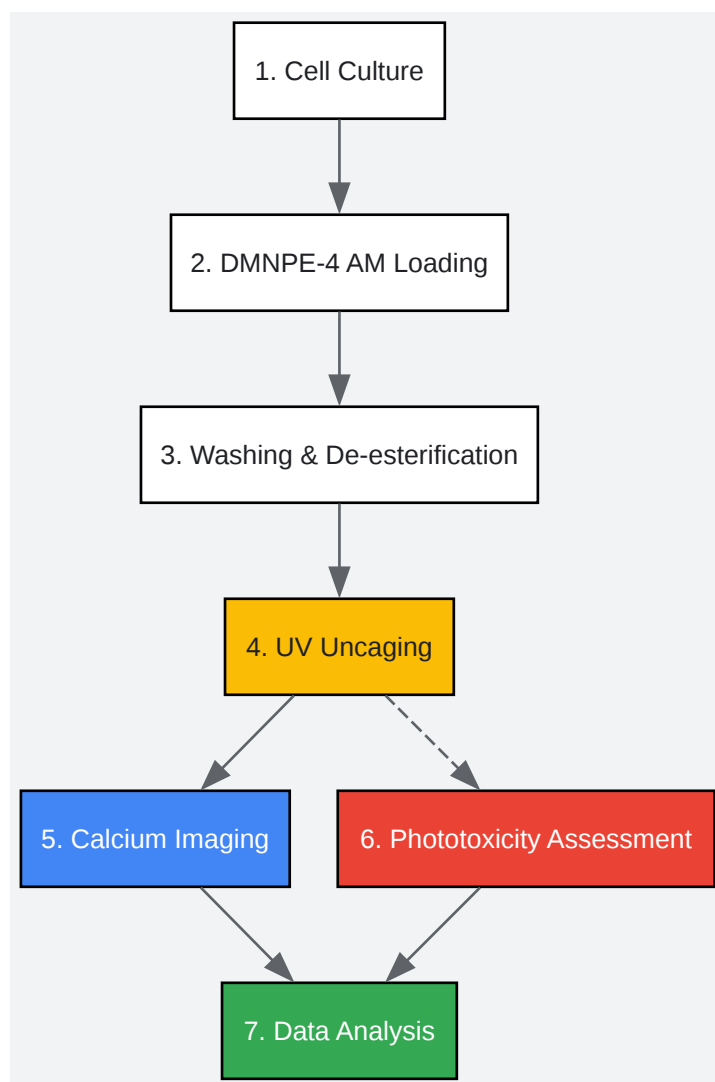 1. Cell Culture
2. DMNPE-4 AM Loading
3. Washing & De-esterification
4. UV Uncaging
5. Calcium Imaging
6. Phototoxicity Assessment
7. Data Analysis